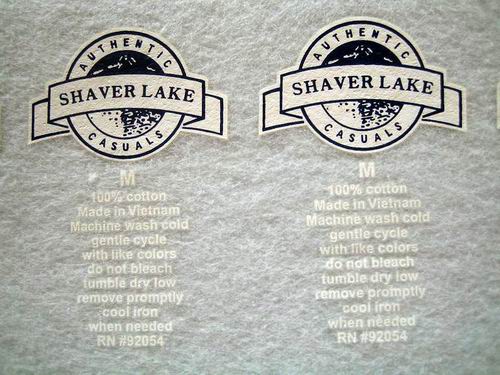 AUTHENTIC
SHAVER LAKE
CASUALS
M
100% cotton
Made in Vietnam
Machine wash cold
gentle cycle
with like colors
do not bleach
tumble dry low
remove promptly
cool iron
when needed
RN #92054
AUTHENTIC
SHAVER LAKE
CASUALS
M
100% cotton
Made in Vietnam
Machine wash cold
gentle cycle
with like colors
do not bleach
tumble dry low
remove promptly
cool iron
when needed
RN #92054